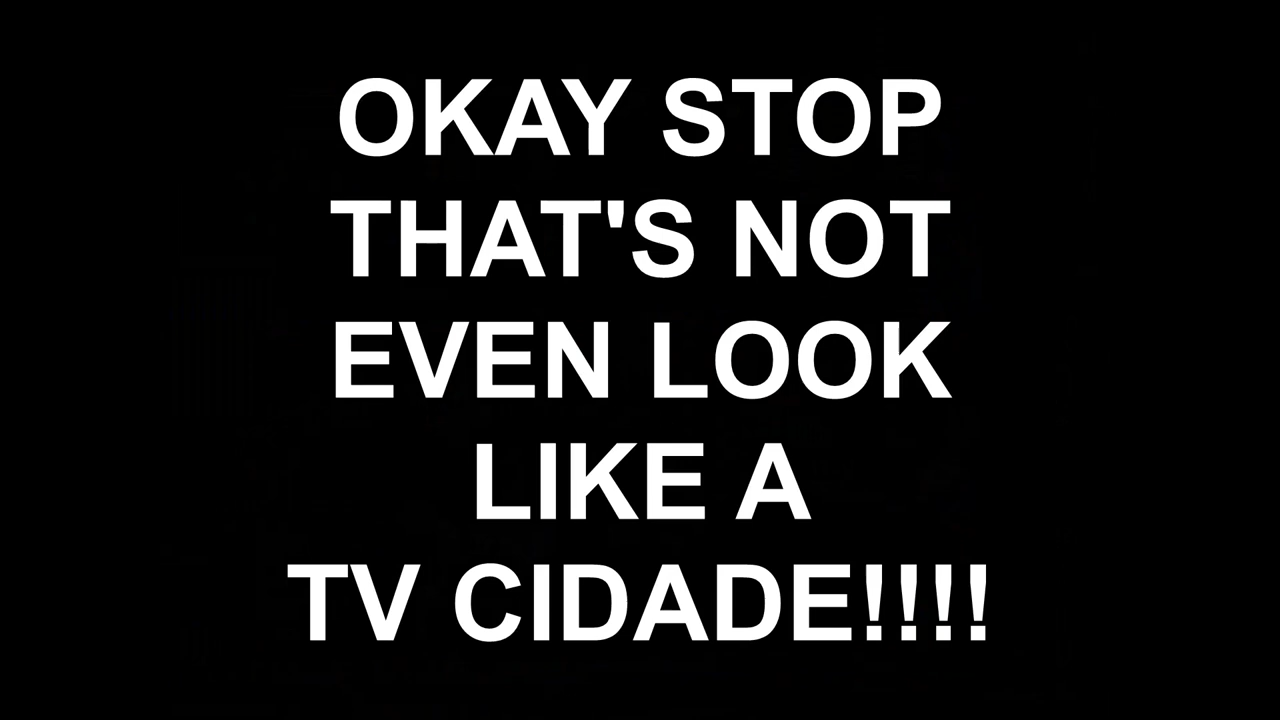 OKAY STOP
THAT'S NOT
EVEN LOOK
LIKE A
TV CIDADE!!!!